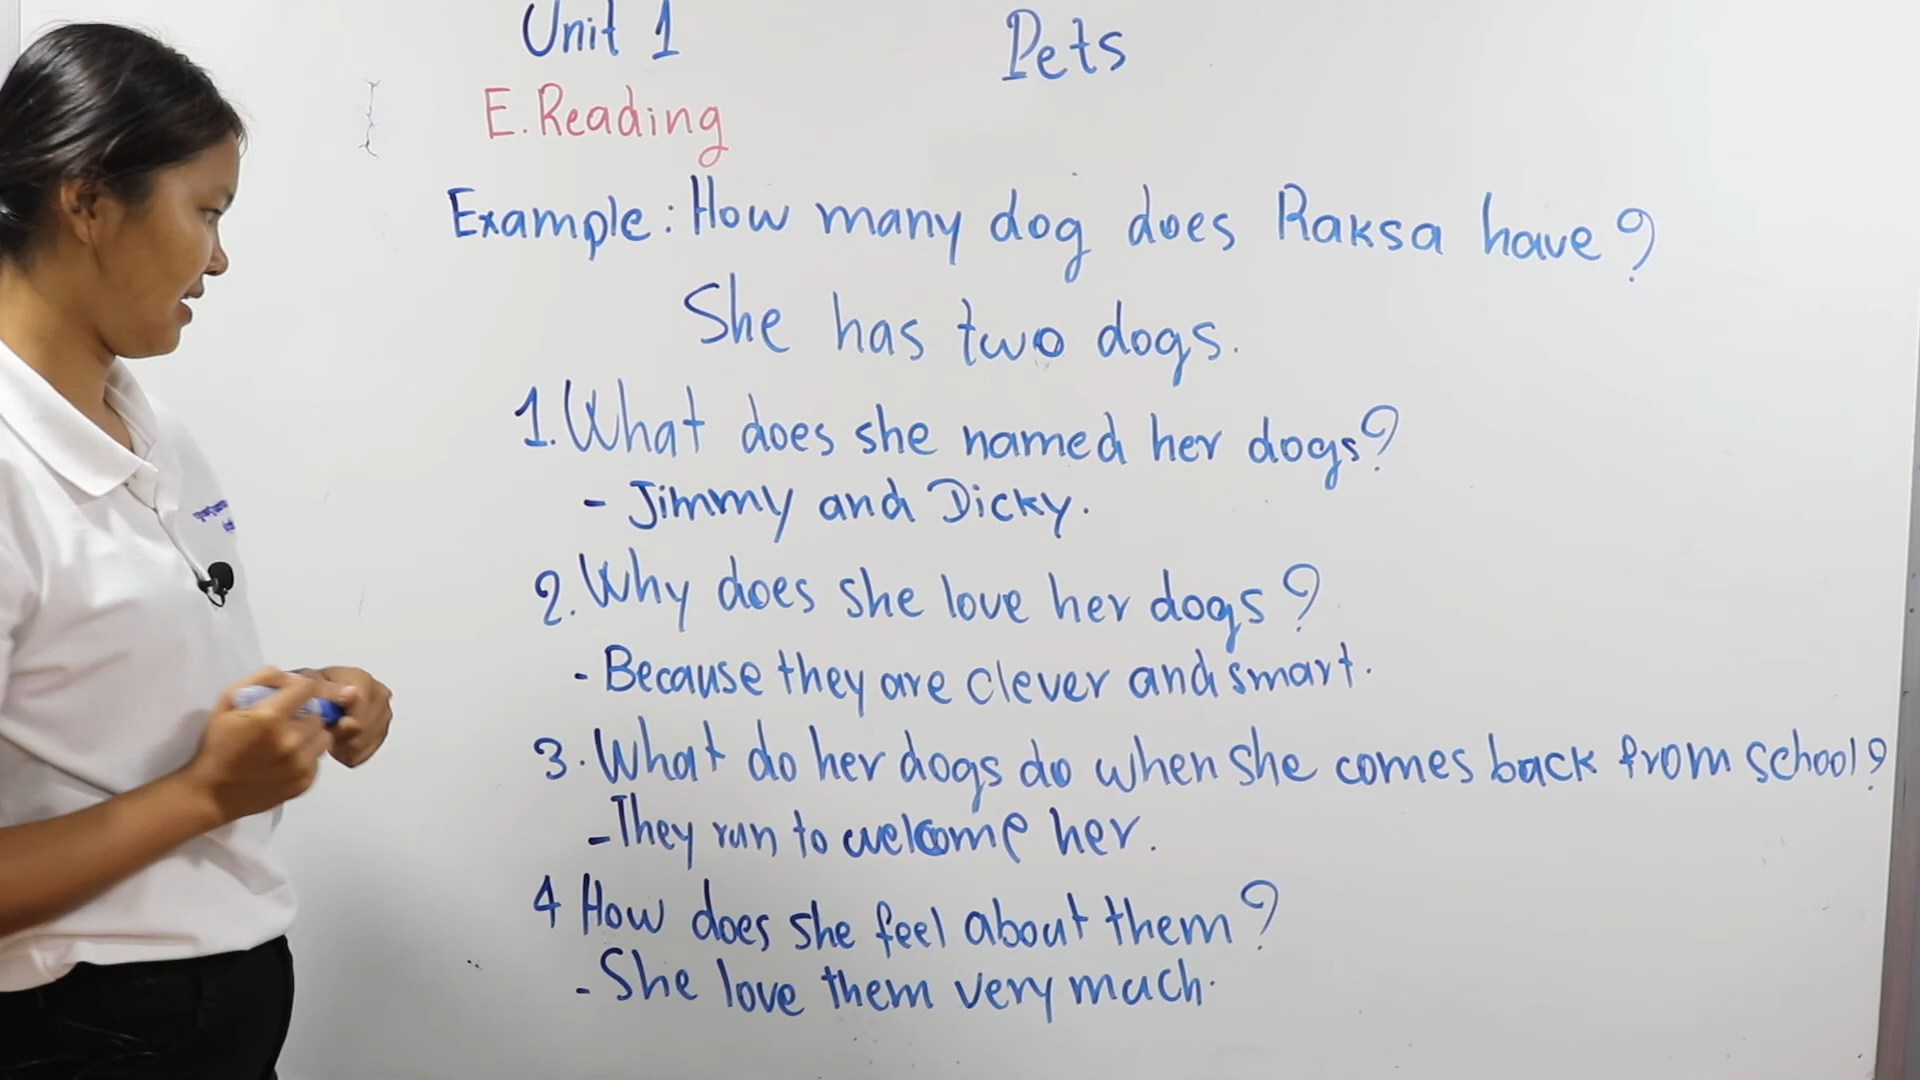 Unit 1 Pets
E. Reading
Example: How many dog does Raksa have?
She has two dogs.
1. What does she named her dogs?
- Jimmy and Dicky.
2. Why does she love her dogs?
- Because they are clever and smart.
3. What do her dogs do when she comes back from school?
- They run to welcome her.
4 How does she feel about them?
- She love them very much.